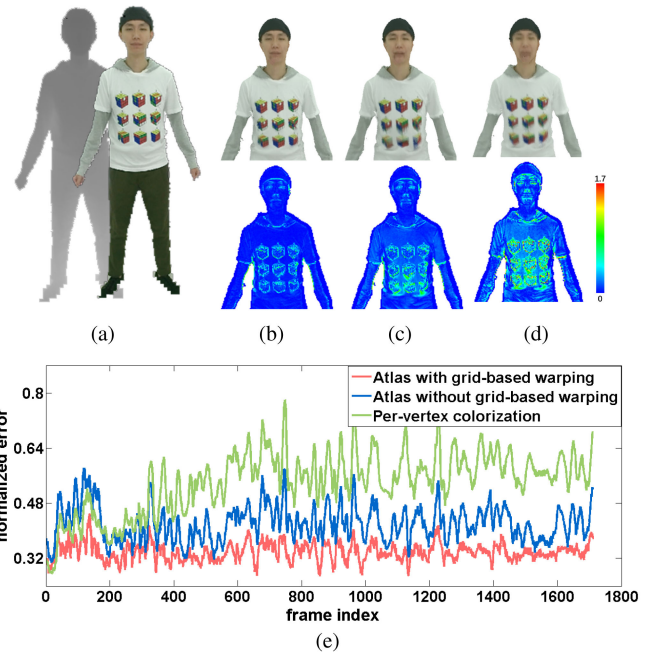 1.7
0
(a)
(b)
(c)
(d)
Atlas with grid-based warping
Atlas without grid-based warping
Per-vertex colorization
normalized error
0.8
0.64
0.48
0.32
0
200
400
600
800
1000
1200
1400
1600
1800
frame index
(e)